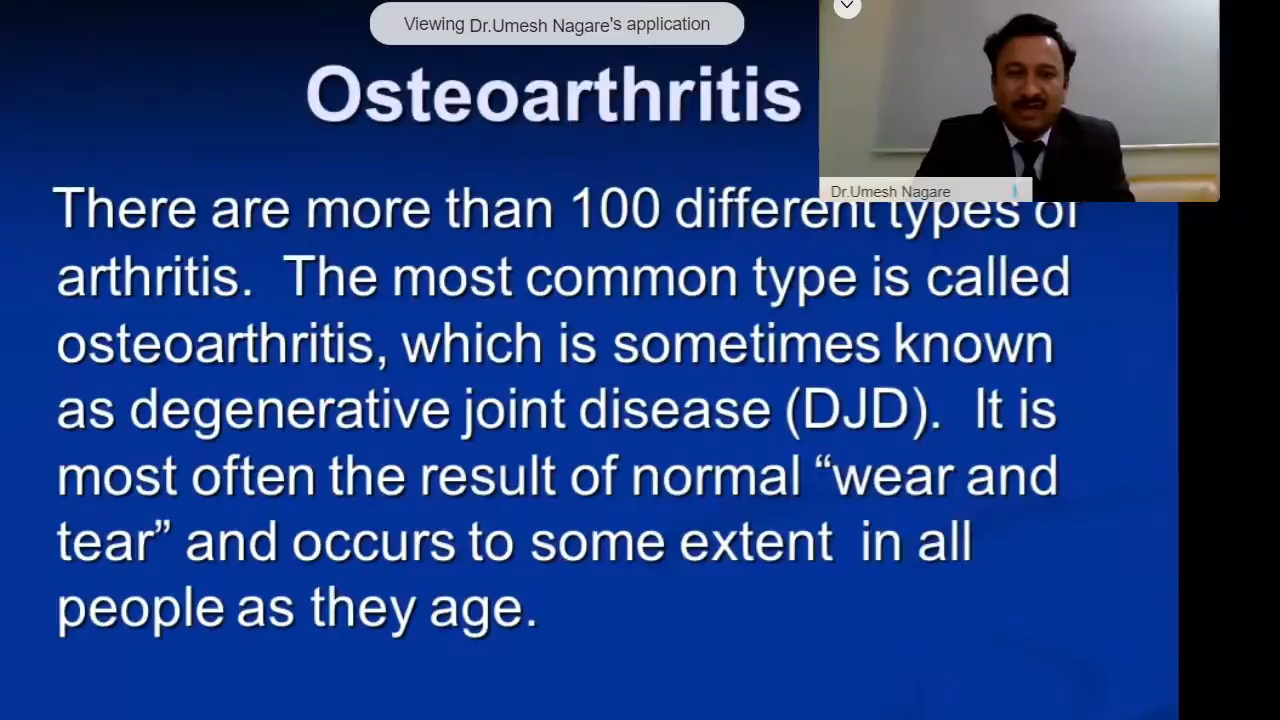 Viewing Dr.Umesh Nagare's application
Osteoarthritis
Dr.Umesh Nagare
There are more than 100 different types of
arthritis.  The most common type is called
osteoarthritis, which is sometimes known
as degenerative joint disease (DJD).  It is
most often the result of normal “wear and
tear” and occurs to some extent  in all
people as they age.